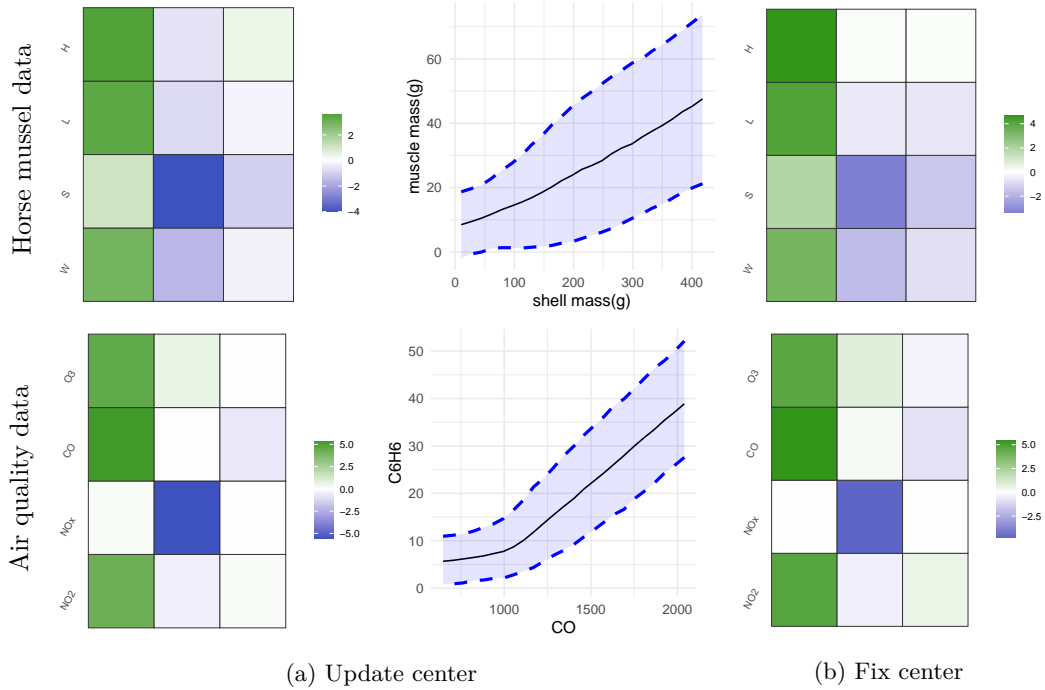 Horse mussel data
H
L
S
W
2
0
−2
−4
muscle mass(g)
60
40
20
0
0 100 200 300 400
shell mass(g)
H
L
S
W
4
2
0
−2
Air quality data
O3
CO
NOx
NO2
5.0
2.5
0.0
−2.5
−5.0
C6H6
50
40
30
20
10
0
1000 1500 2000
CO
O3
CO
NOx
NO2
5.0
2.5
0.0
−2.5
(a) Update center
(b) Fix center